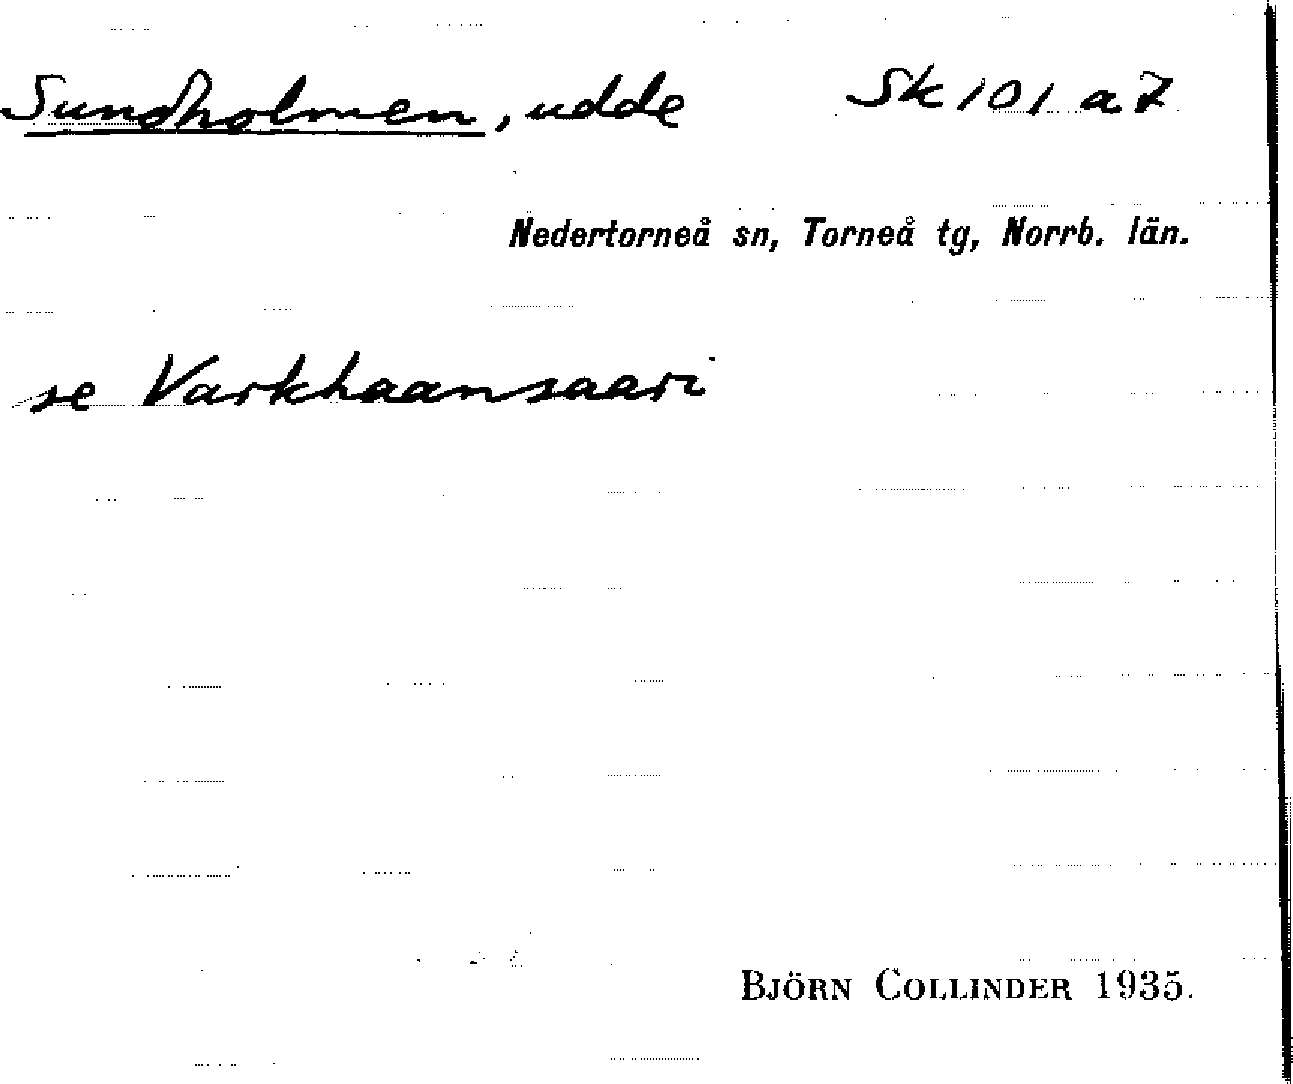 Sundholmen, udde Sk 101 a 7
Nedertorneå sn, Torneå tg, Norrb. län.
se Varkhaansaari
BJÖRN COLLINDER 1935.